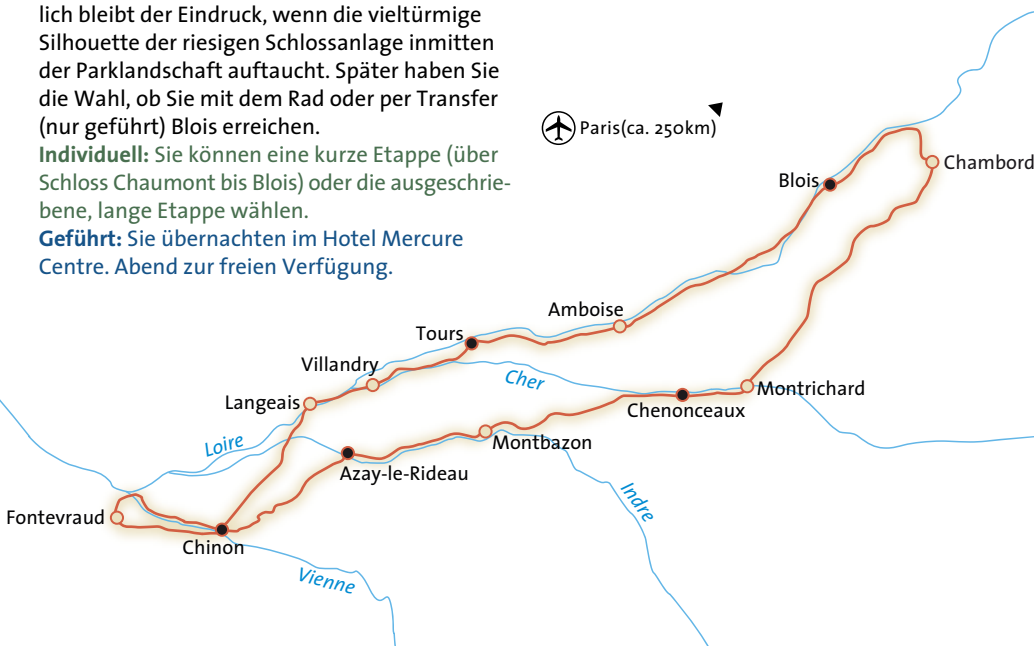 lich bleibt der Eindruck, wenn die vieltürmige
Silhouette der riesigen Schlossanlage inmitten
der Parklandschaft auftaucht. Später haben Sie
die Wahl, ob Sie mit dem Rad oder per Transfer
(nur geführt) Blois erreichen.
Individuell: Sie können eine kurze Etappe (über
Schloss Chaumont bis Blois) oder die ausgeschrie-
bene, lange Etappe wählen.
Geführt: Sie übernachten im Hotel Mercure
Centre. Abend zur freien Verfügung.
Paris(ca. 250km)
Chambord
Blois
Amboise
Tours
Villandry
Cher
Montrichard
Langeais
Chenonceaux
Loire
Montbazon
Azay-le-Rideau
Indre
Fontevraud
Chinon
Vienne